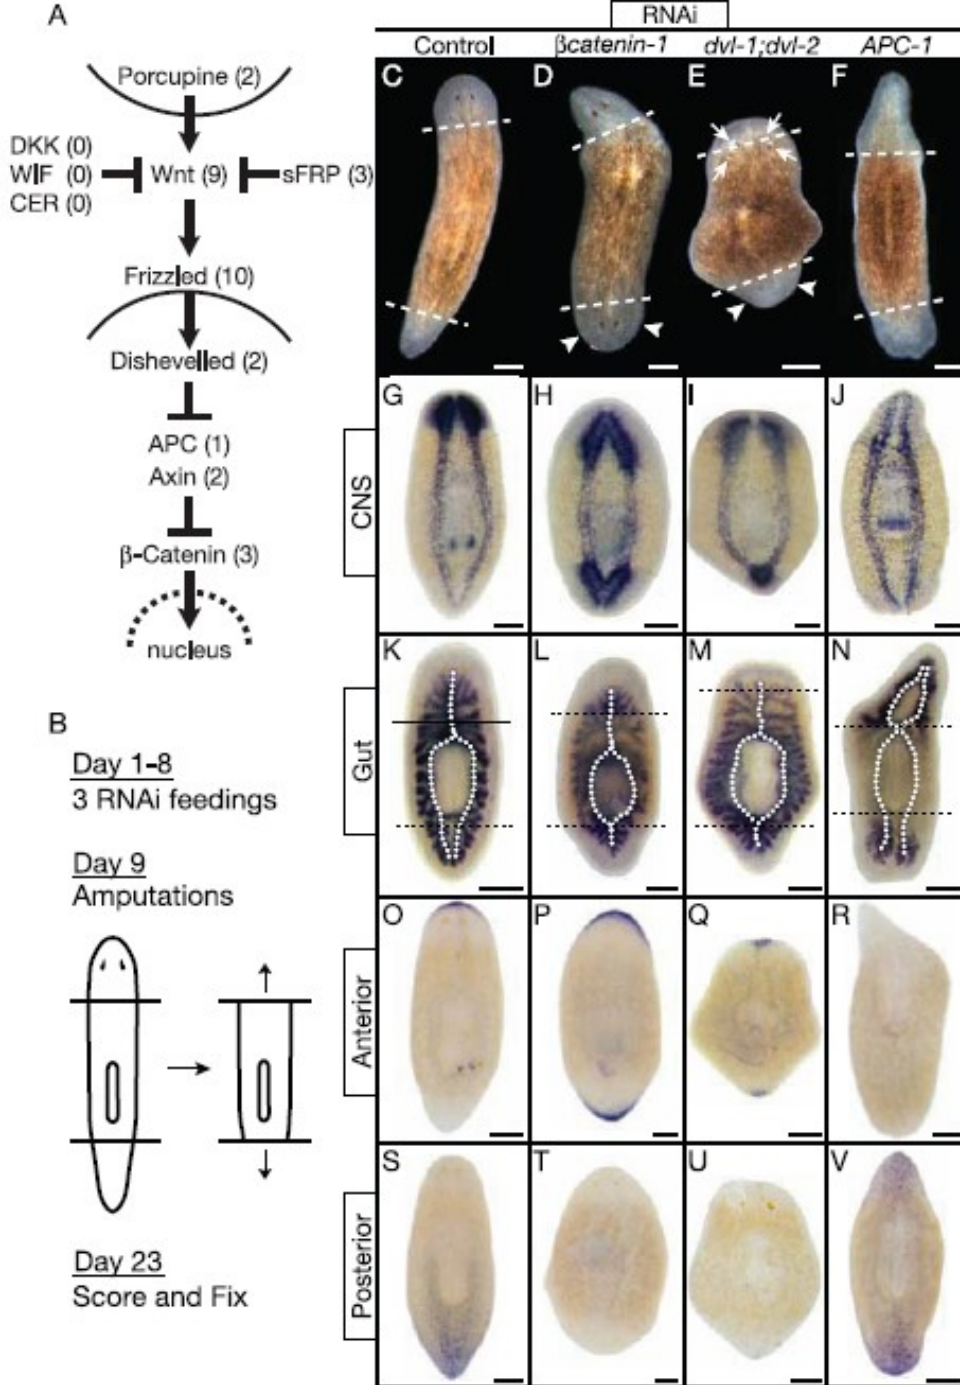 A
Porcupine (2)
DKK (0)
WIF (0)
CER (0)
Wnt (9)
sFRP (3)
Frizzled (10)
Dishevelled (2)
APC (1)
Axin (2)
β-Catenin (3)
nucleus
B
Day 1-8
3 RNAi feedings
Day 9
Amputations
Day 23
Score and Fix
RNAi
Control βcatenin-1 dvl-1;dvl-2 APC-1
C D E F
CNS
G H I J
Gut
K L M N
Anterior
O P Q R
Posterior
S T U V